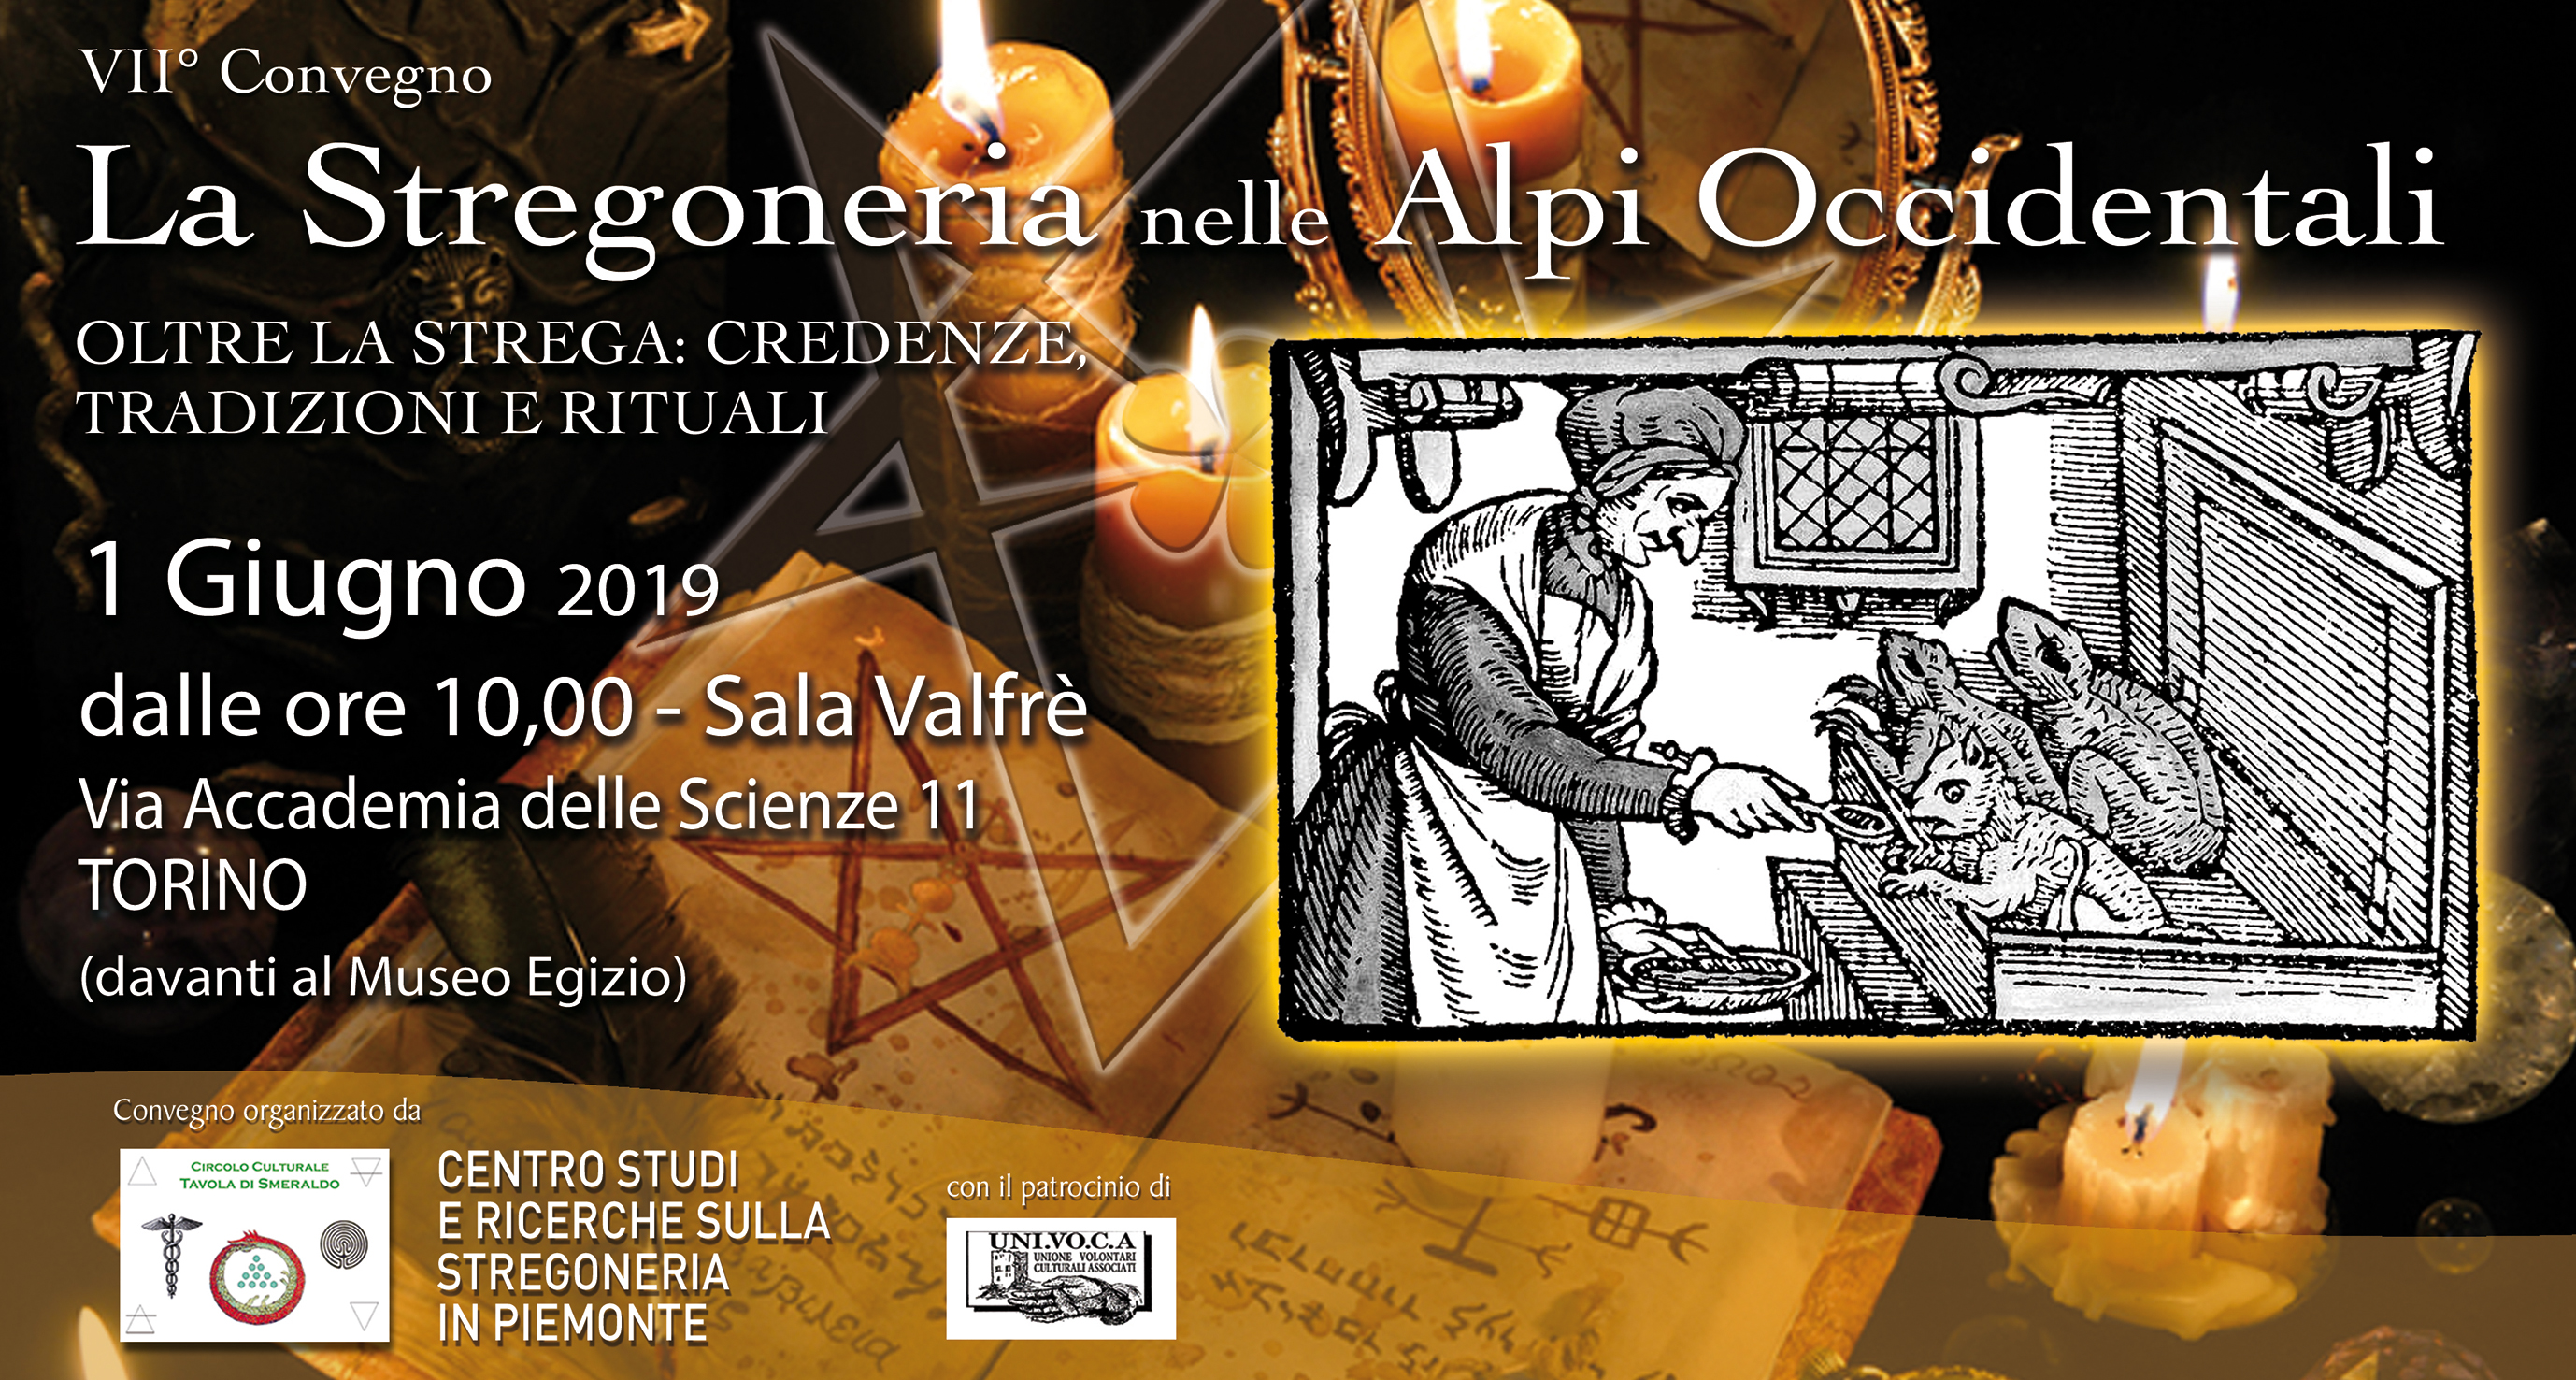 VII° Convegno
La Stregoneria nelle Alpi Occidentali
OLTRE LA STREGA: CREDENZE,
TRADIZIONI E RITUALI
1 Giugno 2019
dalle ore 10,00 - Sala Valfrè
Via Accademia delle Scienze 11
TORINO
(davanti al Museo Egizio)
Convegno organizzato da
CIRCOLO CULTURALE
TAVOLA DI SMERALDO
CENTRO STUDI
E RICERCHE SULLA
STREGONERIA
IN PIEMONTE
con il patrocinio di
UNI.VO.C.A
UNIONE VOLONTARI
CULTURALI ASSOCIATI